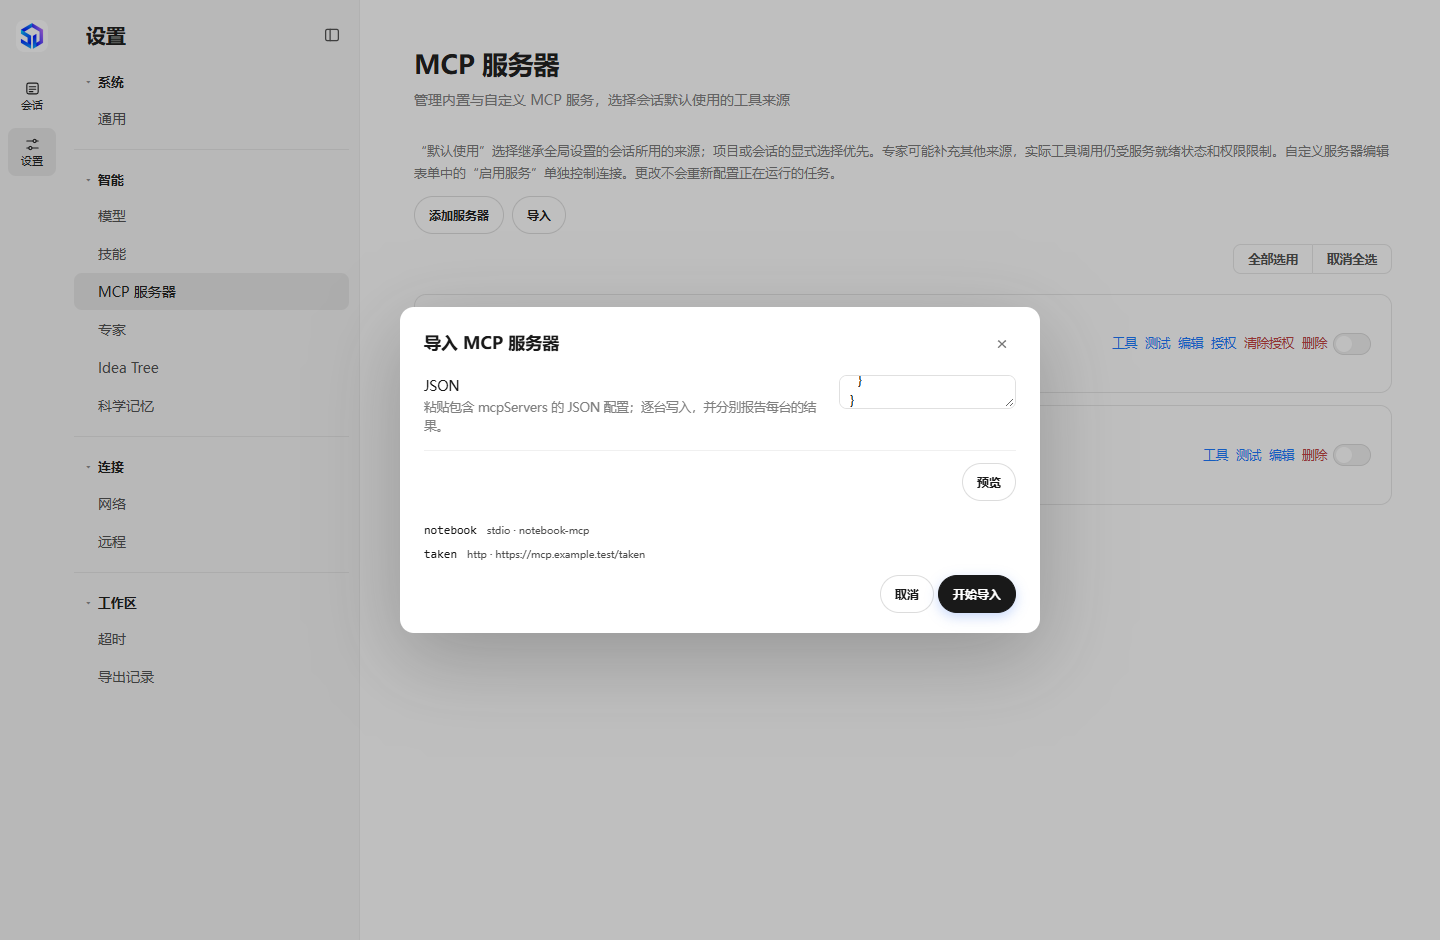 设置
会话
设置
系统
通用
智能
模型
技能
MCP 服务器
专家
Idea Tree
科学记忆
连接
网络
远程
工作区
超时
导出记录
MCP 服务器
管理内置与自定义 MCP 服务，选择会话默认使用的工具来源
“默认使用”选择继承全局设置的会话所用的来源；项目或会话的显式选择优先。专家可能补充其他来源，实际工具调用仍受服务就绪状态和权限限制。自定义服务器编辑
表单中的“启用服务”单独控制连接。更改不会重新配置正在运行的任务。
添加服务器 导入
全部选用 取消全选
工具 测试 编辑 授权 清除授权 删除
工具 测试 编辑 删除
导入 MCP 服务器
JSON
粘贴包含 mcpServers 的 JSON 配置；逐台写入，并分别报告每台的结
果。
}
}
预览
notebook stdio · notebook-mcp
taken http · https://mcp.example.test/taken
取消 开始导入